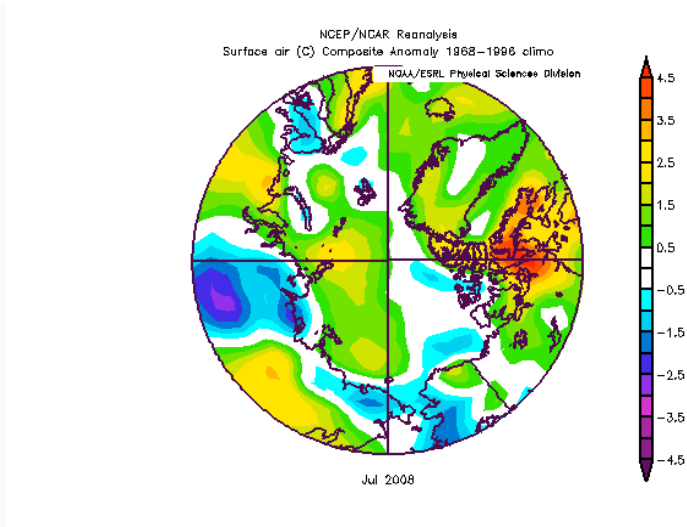 NCEP/NCAR Reanalysis
Surface air (C) Composite Anomaly 1968-1996 climo
NOAA/ESRL Physical Sciences Division
4.5
3.5
2.5
1.5
0.5
-0.5
-1.5
-2.5
-3.5
-4.5
Jul 2008